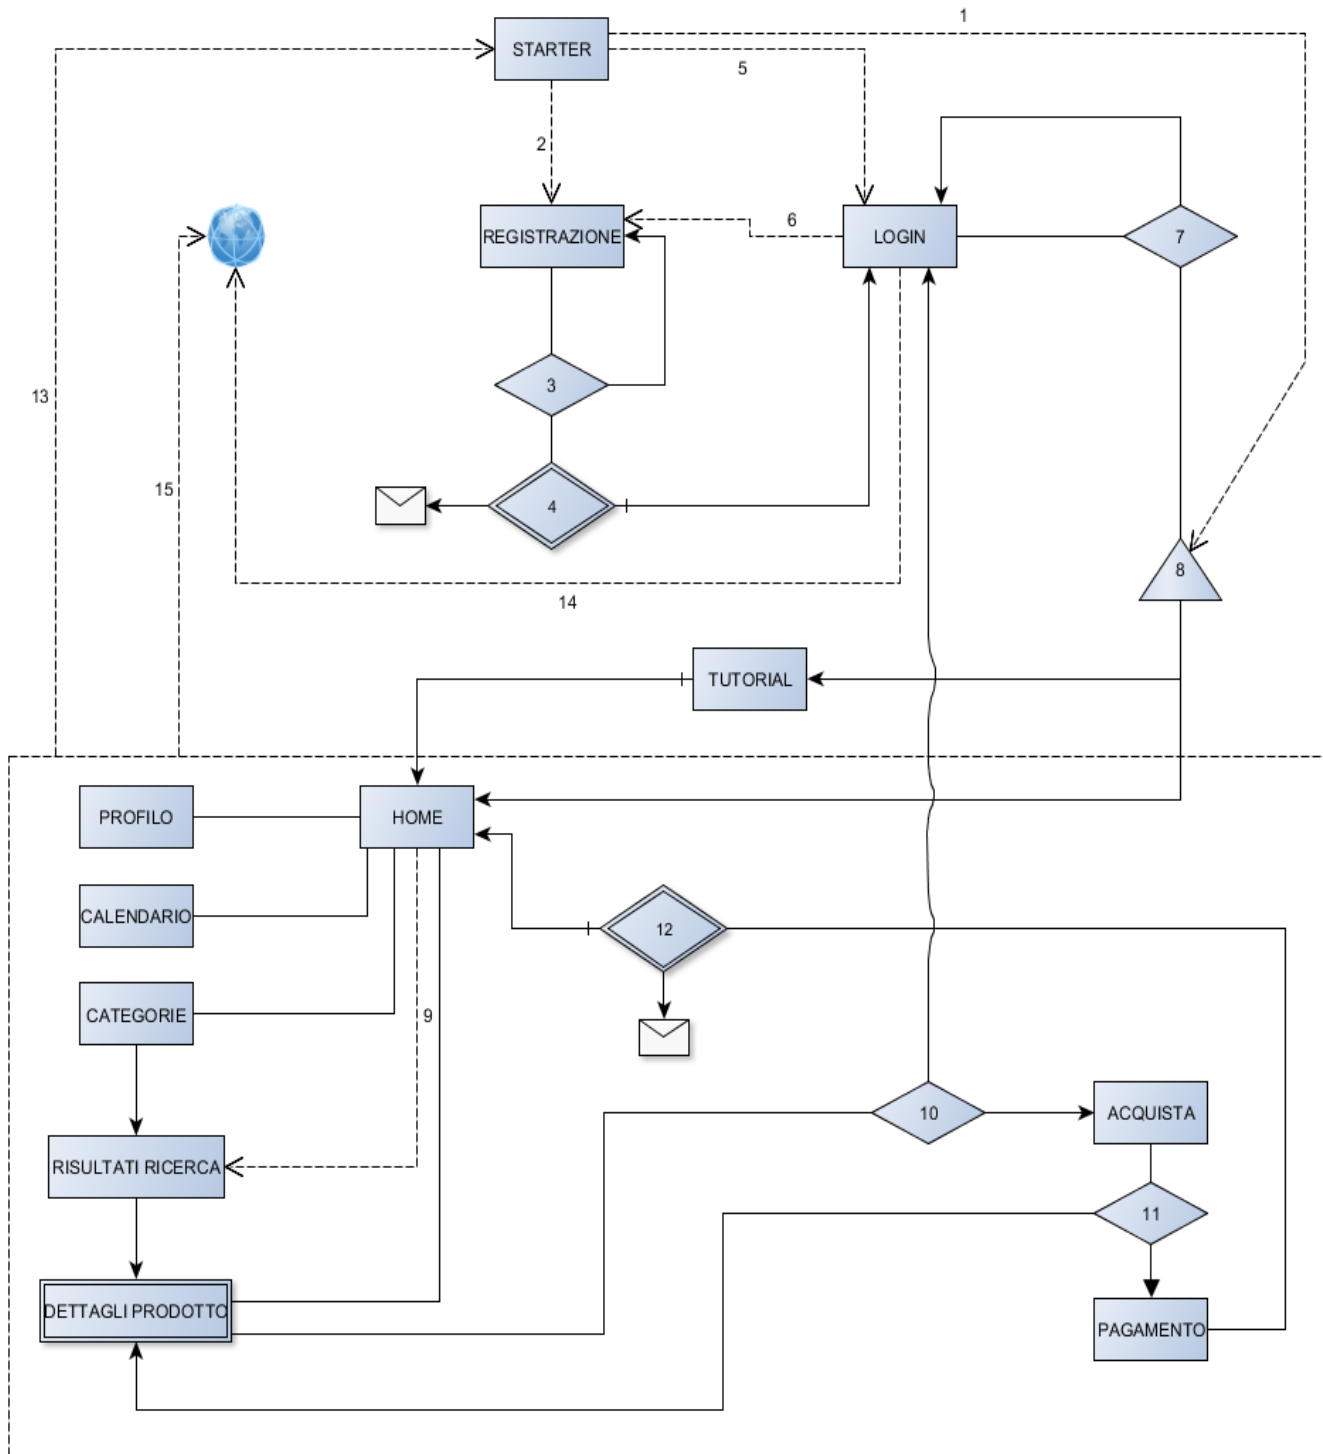 1
STARTER
5
2
REGISTRAZIONE
6
LOGIN
7
3
13
15
4
8
14
TUTORIAL
PROFILO
HOME
CALENDARIO
12
CATEGORIE
9
10
ACQUISTA
RISULTATI RICERCA
11
DETTAGLI PRODOTTO
PAGAMENTO